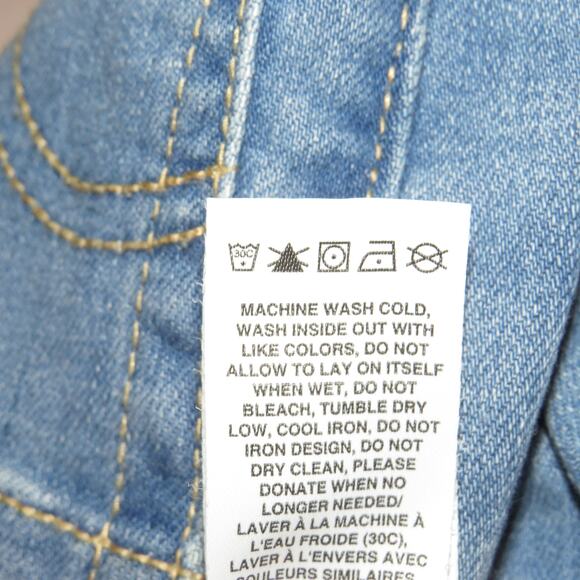 30C
MACHINE WASH COLD,
WASH INSIDE OUT WITH
LIKE COLORS, DO NOT
ALLOW TO LAY ON ITSELF
WHEN WET, DO NOT
BLEACH, TUMBLE DRY
LOW, COOL IRON, DO NOT
IRON DESIGN, DO NOT
DRY CLEAN, PLEASE
DONATE WHEN NO
LONGER NEEDED/
LAVER À LA MACHINE À
L'EAU FROIDE (30C),
LAVER À L'ENVERS AVEC
COULEURS SIMILAIRES,